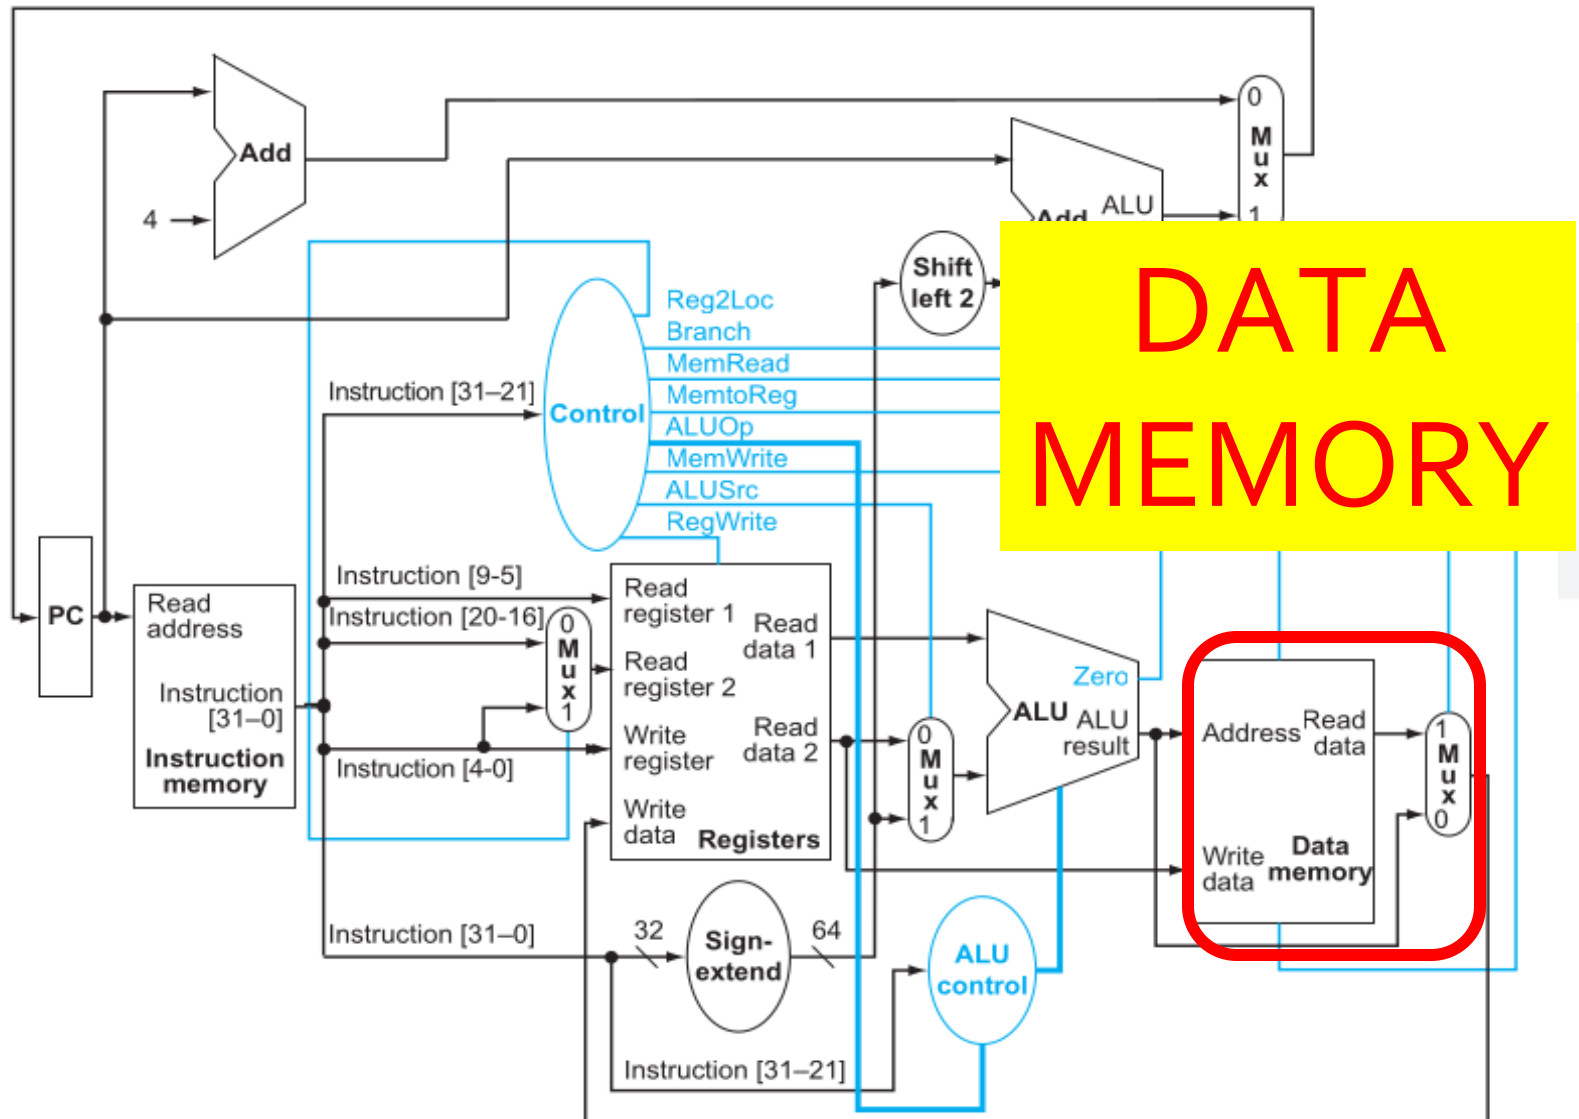 Add
4
0
Mux
1
Add
ALU
Shift
left 2
DATA
MEMORY
Reg2Loc
Branch
MemRead
MemtoReg
ALUOp
MemWrite
ALUSrc
RegWrite
Control
Instruction [31–21]
PC
Read
address
Instruction
[31–0]
Instruction
memory
Instruction [9-5]
Instruction [20-16]
Instruction [4-0]
0
Mux
1
Read
register 1
Read
register 2
Write
register
Write
data
Read
data 1
Read
data 2
Registers
0
Mux
1
Zero
ALU
ALU
result
Address
Read
data
Write
data
Data
memory
1
Mux
0
Instruction [31–0]
32
Sign-
extend
64
ALU
control
Instruction [31–21]